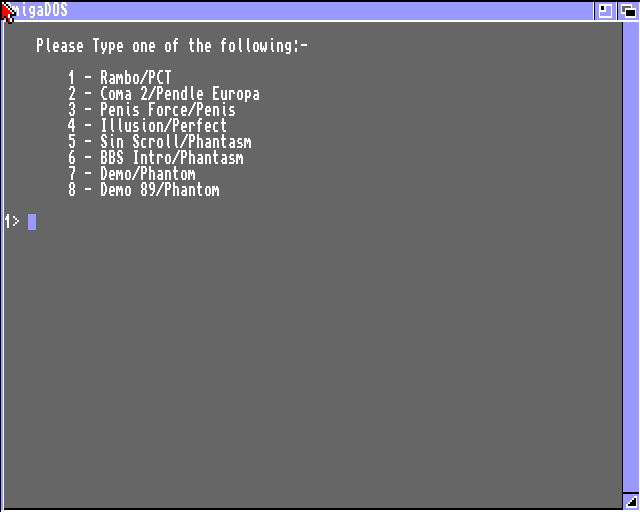 migaDOS
Please Type one of the following:-
1 - Rambo/PCT
2 - Coma 2/Pendle Europa
3 - Penis Force/Penis
4 - Illusion/Perfect
5 - Sin Scroll/Phantasm
6 - BBS Intro/Phantasm
7 - Demo/Phantom
8 - Demo 89/Phantom
1>